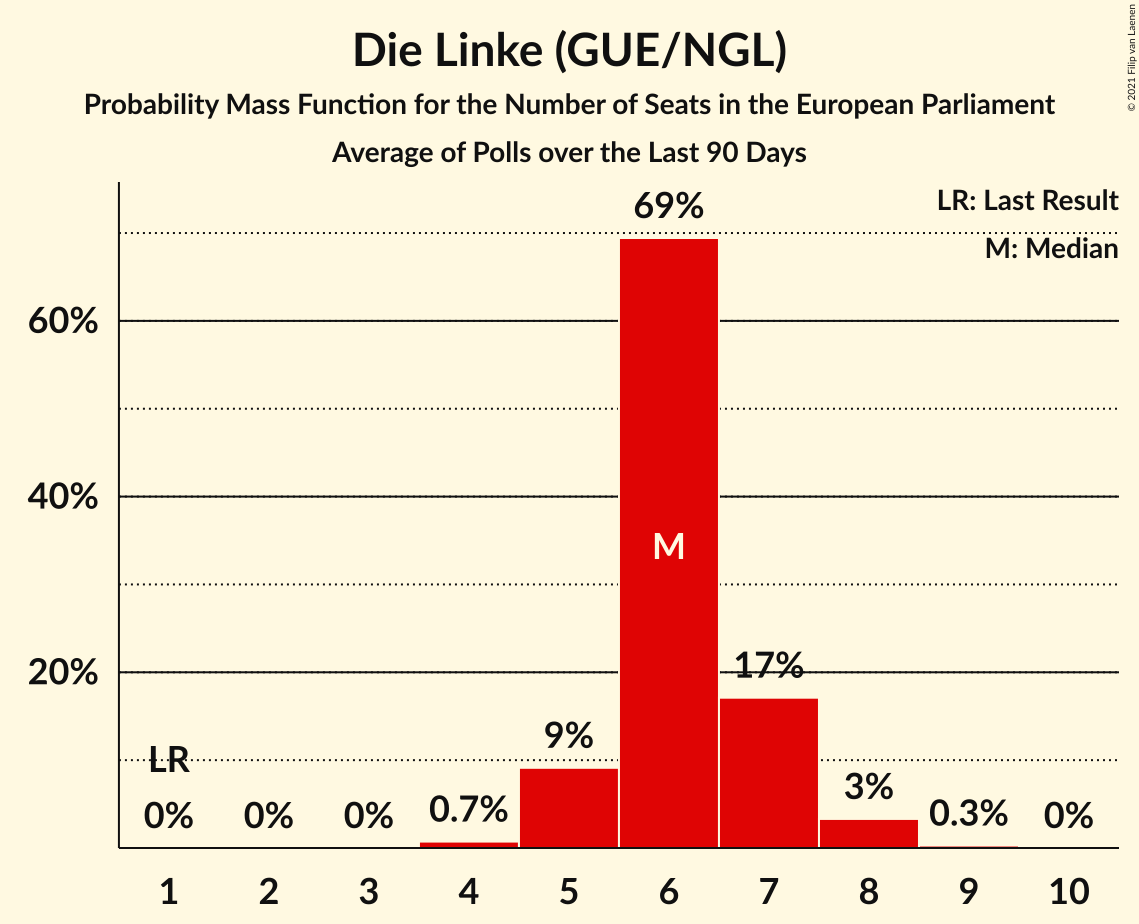 Die Linke (GUE/NGL)
Probability Mass Function for the Number of Seats in the European Parliament
Average of Polls over the Last 90 Days
© 2021 Filip van Laenen
LR: Last Result
M: Median
69%
60%
40%
M
20%
17%
9%
LR
3%
0%
0%
0%
0.7%
0.3%
0%
1 2 3 4 5 6 7 8 9 10